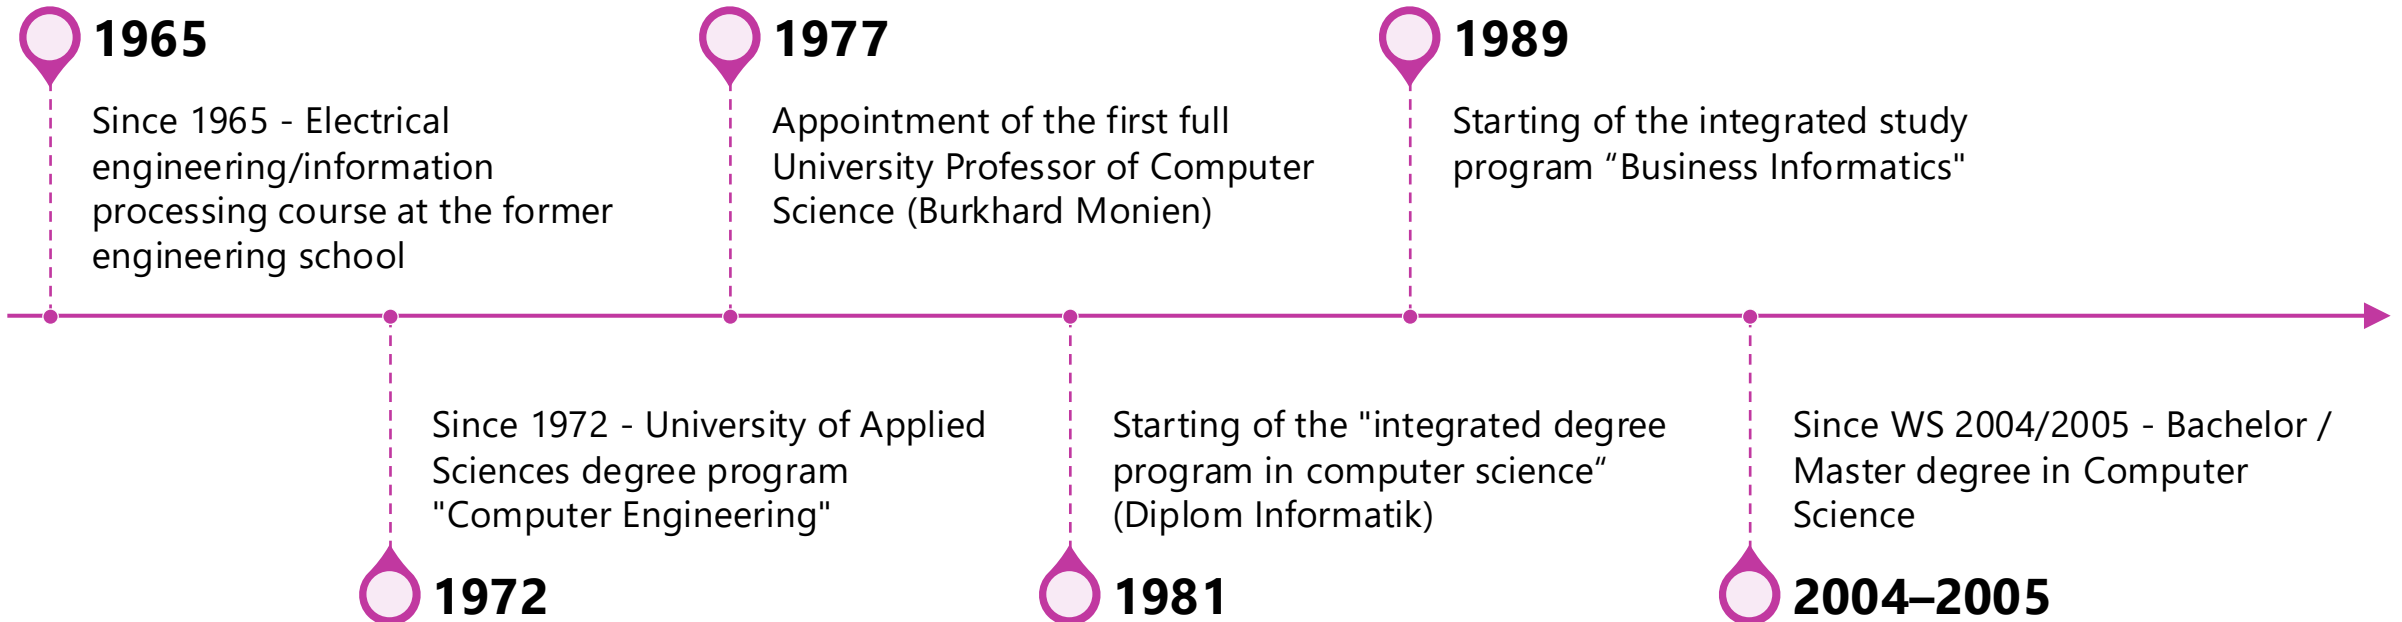 1965
Since 1965 - Electrical
engineering/information
processing course at the former
engineering school
1972
Since 1972 - University of Applied
Sciences degree program
"Computer Engineering"
1977
Appointment of the first full
University Professor of Computer
Science (Burkhard Monien)
1981
Starting of the "integrated degree
program in computer science“
(Diplom Informatik)
1989
Starting of the integrated study
program “Business Informatics"
2004–2005
Since WS 2004/2005 - Bachelor /
Master degree in Computer
Science